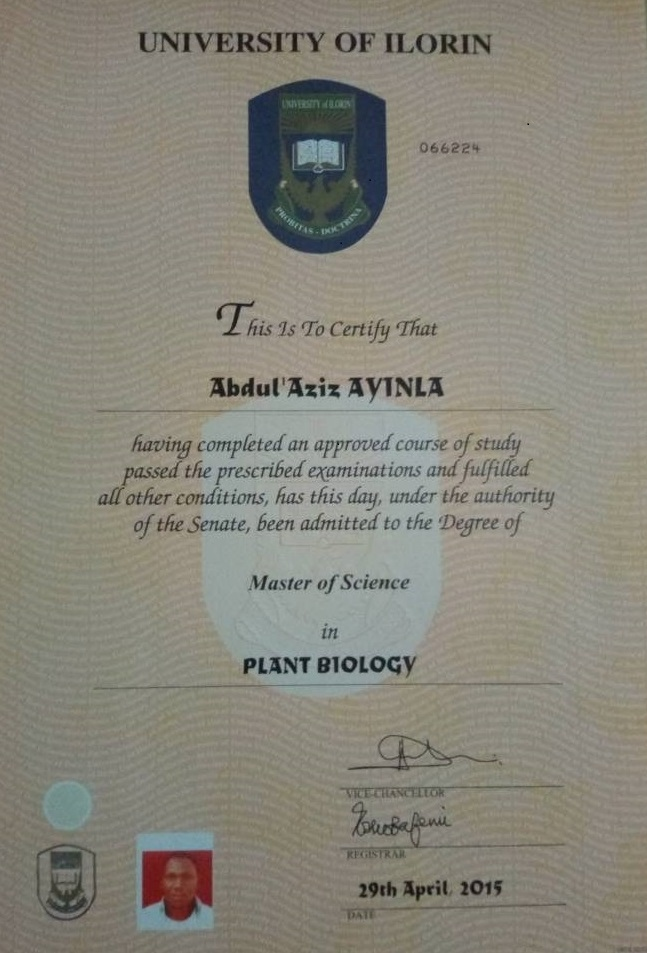 UNIVERSITY OF ILORIN
UNIVERSITY of ILORIN
066224
PROBITAS - DOCTRINA
This Is To Certify That
Abdul'Aziz AYINLA
having completed an approved course of study
passed the prescribed examinations and fulfilled
all other conditions, has this day, under the authority
of the Senate, been admitted to the Degree of
Master of Science
in
PLANT BIOLOGY
VICE-CHANCELLOR
REGISTRAR
29th April, 2015
DATE